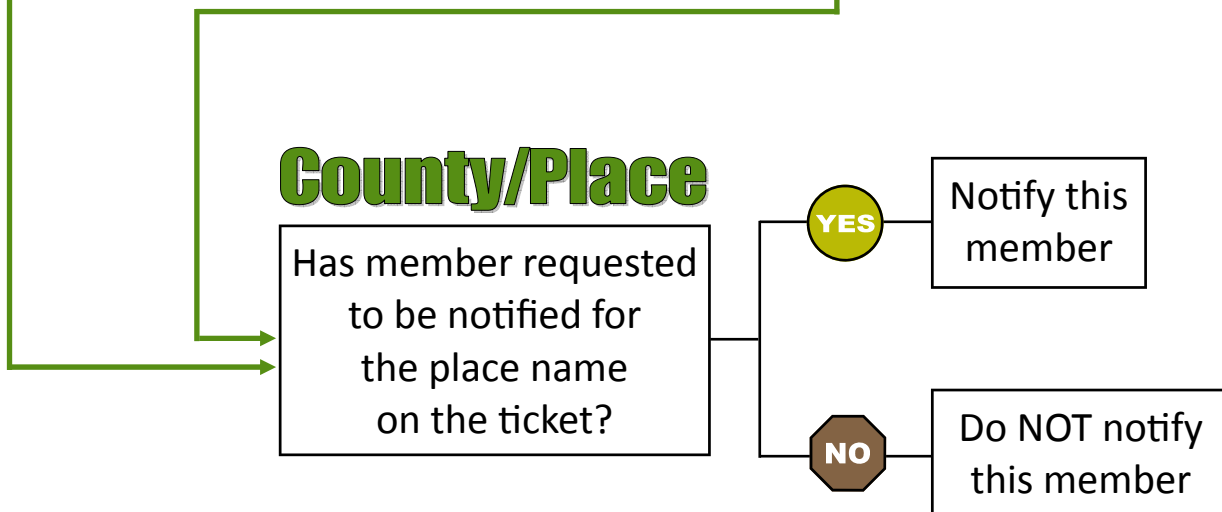 County/Place
Has member requested
to be notified for
the place name
on the ticket?
YES
Notify this
member
NO
Do NOT notify
this member